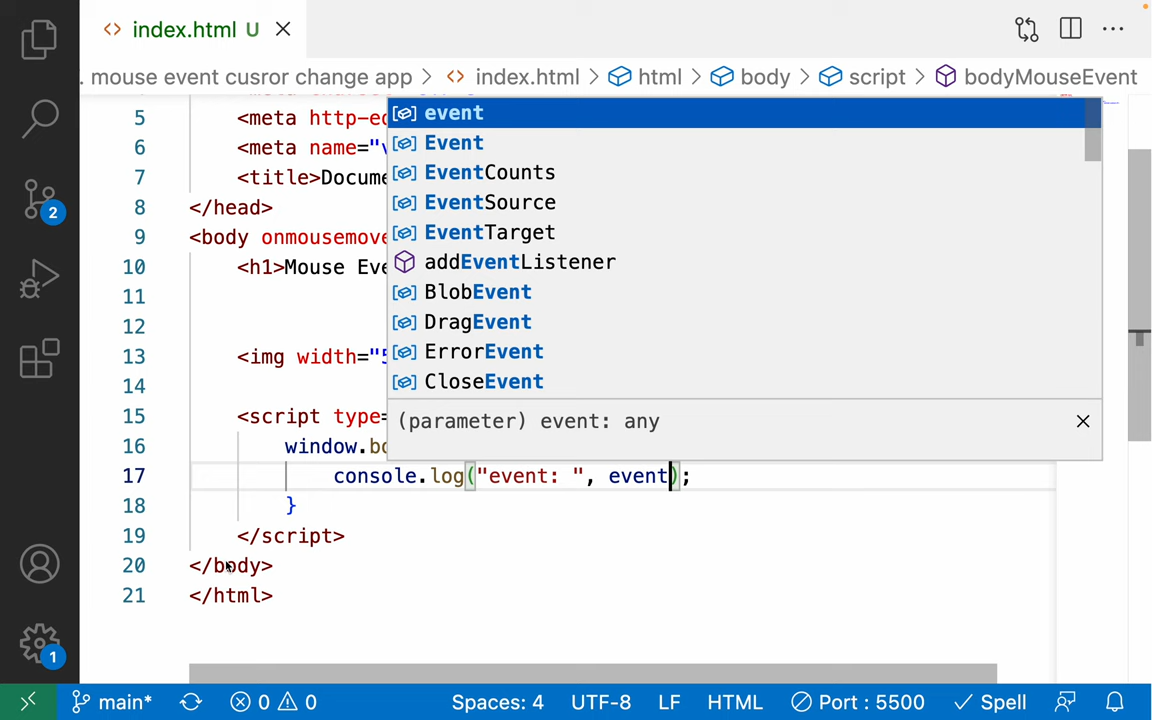 index.html U
. mouse event cusror change app > index.html > html > body > script > bodyMouseEvent
5 <meta http-ed
6 <meta name="v
7 <title>Docume
8 </head>
9 <body onmousemove
10 <h1>Mouse Eve
11
12
13 <img width="5
14
15 <script type=
16 window.bo
17 console.log("event: ", event);
18 }
19 </script>
20 </body>
21 </html>
event
Event
EventCounts
EventSource
EventTarget
addEventListener
BlobEvent
DragEvent
ErrorEvent
CloseEvent
(parameter) event: any
2
1
main* 0 0 Spaces: 4 UTF-8 LF HTML Port : 5500 Spell